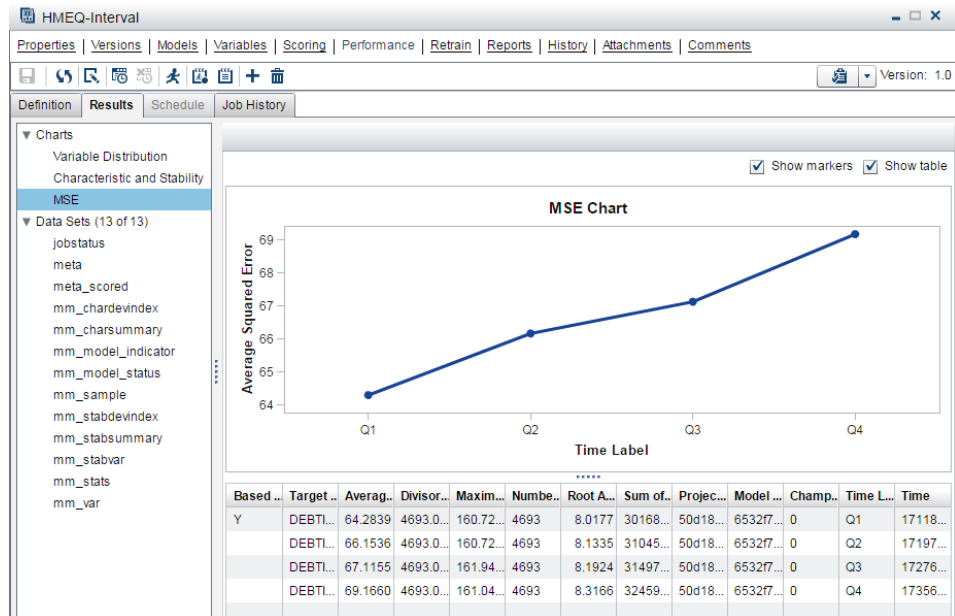 HMEQ-Interval
Properties | Versions | Models | Variables | Scoring | Performance | Retrain | Reports | History | Attachments | Comments
Version: 1.0
Definition Results Schedule Job History
Charts
Variable Distribution
Characteristic and Stability
MSE
Data Sets (13 of 13)
jobstatus
meta
meta_scored
mm_chardevindex
mm_charsummary
mm_model_indicator
mm_model_status
mm_sample
mm_stabdevindex
mm_stabsummary
mm_stabvar
mm_stats
mm_var
Show markers Show table
MSE Chart
Average Squared Error
69
68
67
66
65
64
Q1 Q2 Q3 Q4
Time Label
Based ... Target .. Averag.. Divisor... Maxim... Numbe.. Root A... Sum of.. Projec... Model ... Champ.. Time L... Time
Y DEBTI... 64.2839 4693.0... 160.72... 4693 8.0177 30168... 50d18... 6532f7... 0 Q1 17118...
DEBTI... 66.1536 4693.0... 160.72... 4693 8.1335 31045... 50d18... 6532f7... 0 Q2 17197...
DEBTI... 67.1155 4693.0... 161.94... 4693 8.1924 31497... 50d18... 6532f7... 0 Q3 17276...
DEBTI... 69.1660 4693.0... 161.04... 4693 8.3166 32459... 50d18... 6532f7... 0 Q4 17356...